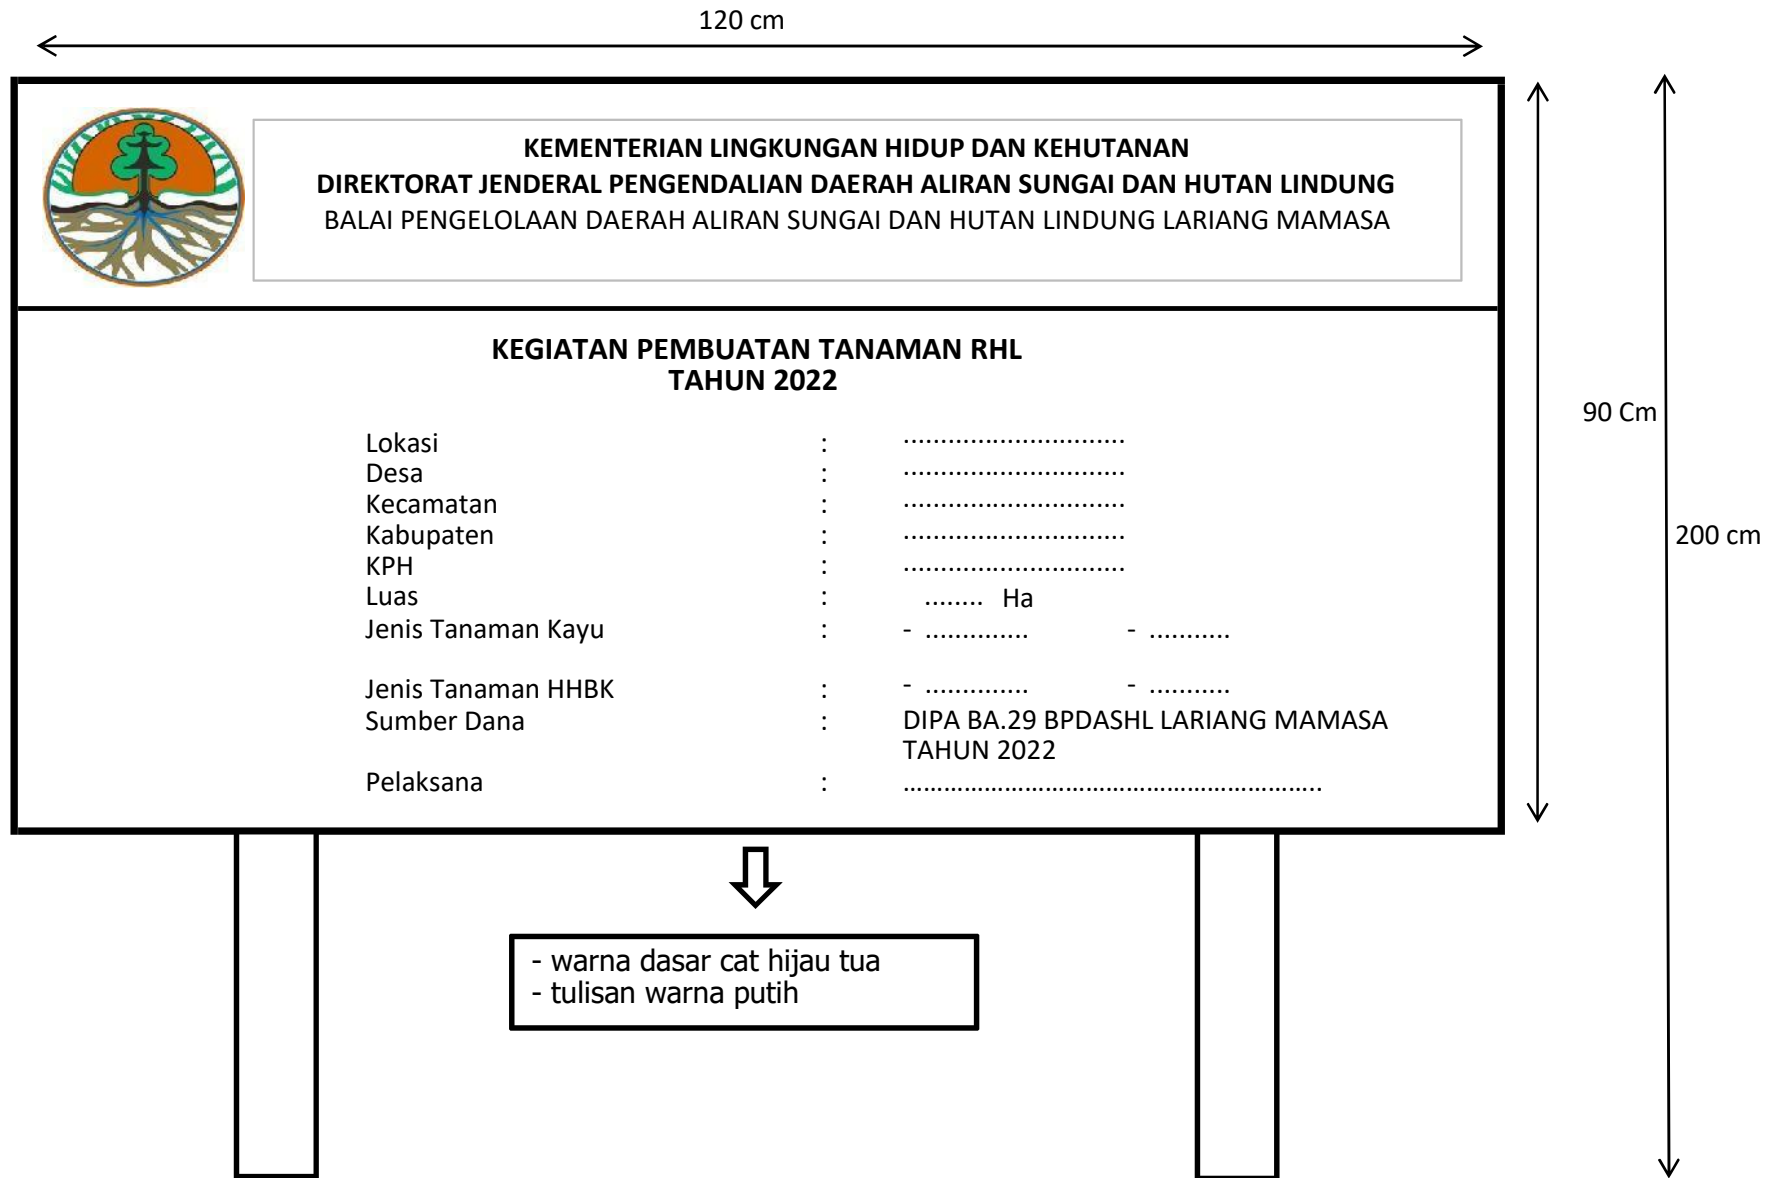 120 cm
KEMENTERIAN LINGKUNGAN HIDUP DAN KEHUTANAN
DIREKTORAT JENDERAL PENGENDALIAN DAERAH ALIRAN SUNGAI DAN HUTAN LINDUNG
BALAI PENGELOLAAN DAERAH ALIRAN SUNGAI DAN HUTAN LINDUNG LARIANG MAMASA
KEGIATAN PEMBUATAN TANAMAN RHL
TAHUN 2022
Lokasi : ..............................
Desa : ..............................
Kecamatan : ..............................
Kabupaten : ..............................
KPH : ..............................
Luas : ........ Ha
Jenis Tanaman Kayu : - .............. - ...........
Jenis Tanaman HHBK : - .............. - ...........
Sumber Dana : DIPA BA.29 BPDASHL LARIANG MAMASA
TAHUN 2022
Pelaksana : ……………………………………………………..
90 Cm
200 cm
- warna dasar cat hijau tua
- tulisan warna putih